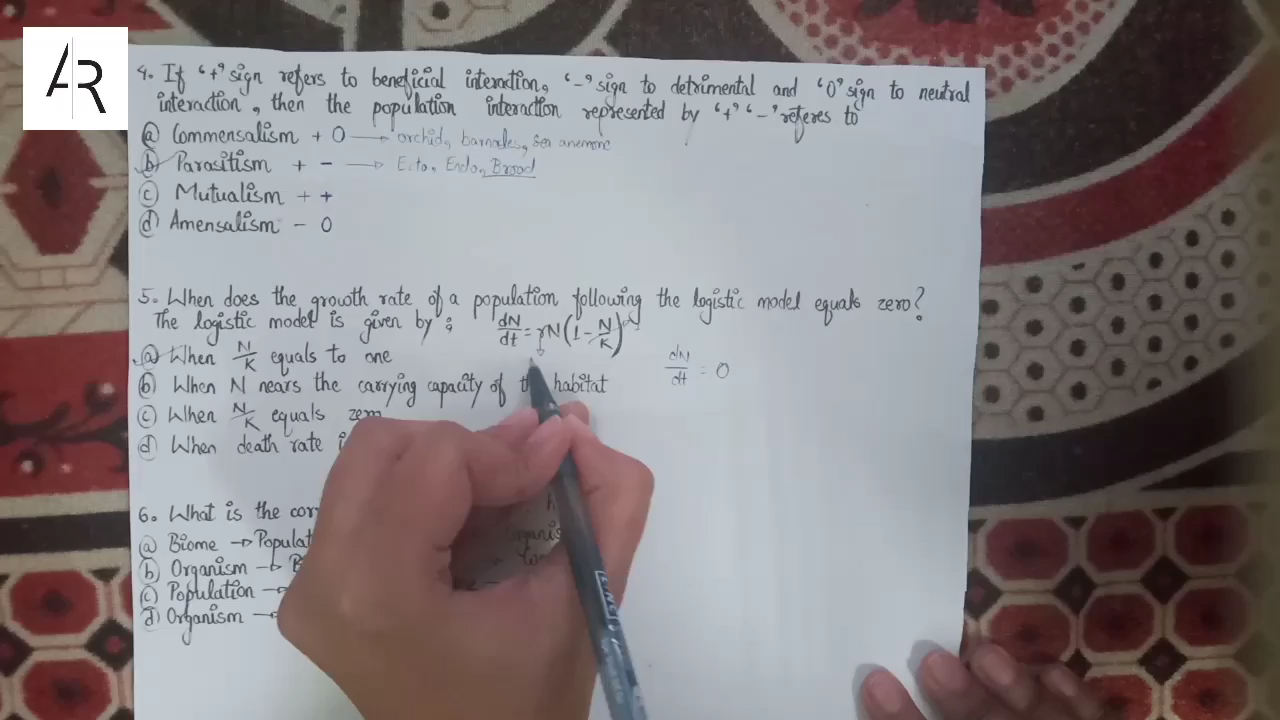 AR
4. If '+' sign refers to beneficial interaction, '-' sign to detrimental and '0' sign to neutral
interaction, then the population interaction represented by '+' '-' referes to
(a) Commensalism + 0 → orchid, barnacles, sea anemone
(b) Parasitism + - → Ecto, Endo, Brood
(c) Mutualism + +
(d) Amensalism - 0
5. When does the growth rate of a population following the logistic model equals zero?
The logistic model is given by : dN/dt = rN(1-N/K)
(a) When N/K equals to one
dN/dt = 0
(b) When N nears the carrying capacity of the habitat
(c) When N/K equals zero
(d) When death rate
6. What is the
(a) Biome →
(b) Organism →
(c) Population →
(d) Organism →